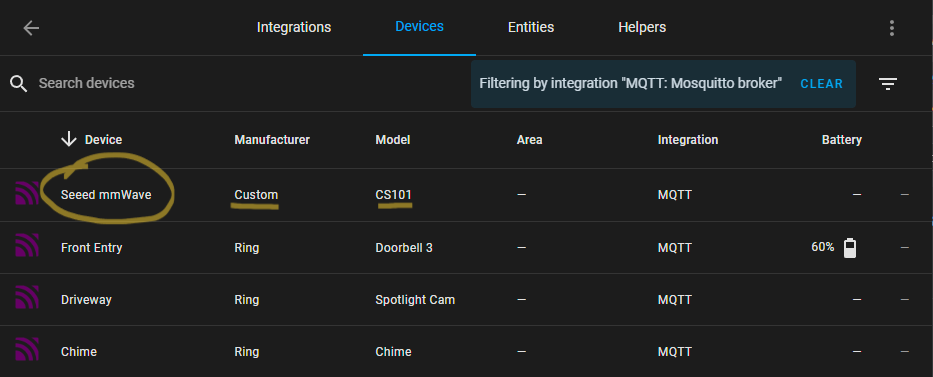 Integrations Devices Entities Helpers
Search devices Filtering by integration "MQTT: Mosquitto broker" CLEAR
Device Manufacturer Model Area Integration Battery
Seeed mmWave Custom CS101 — MQTT — —
Front Entry Ring Doorbell 3 — MQTT 60% —
Driveway Ring Spotlight Cam — MQTT — —
Chime Ring Chime — MQTT — —